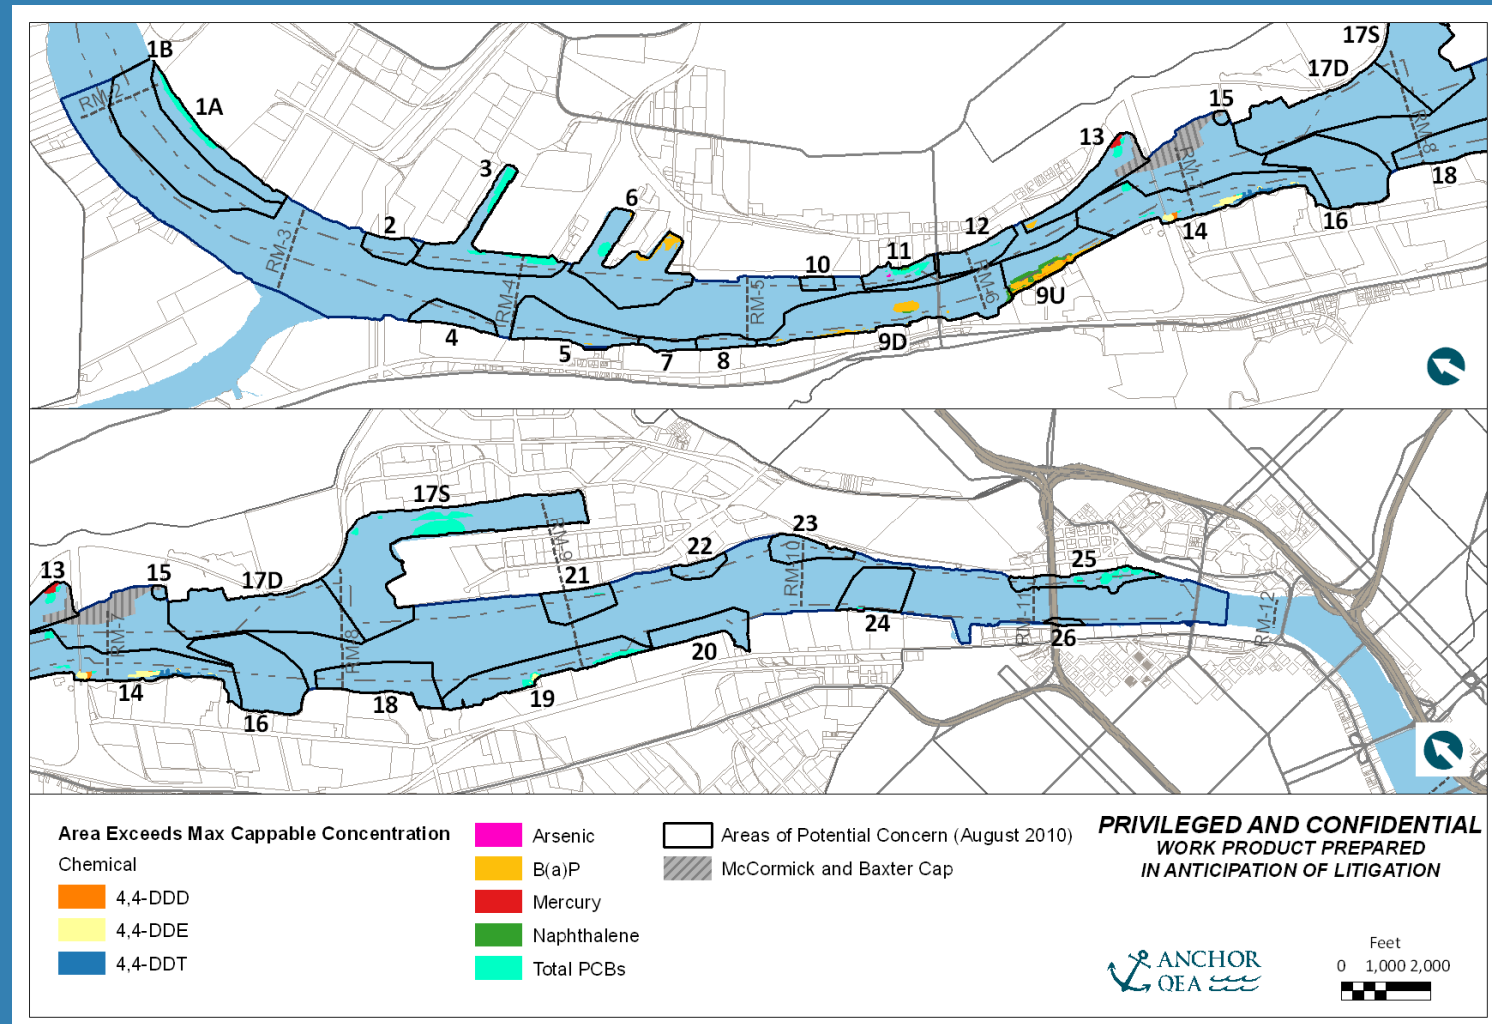 1B
RM-2
1A
RM-3
2
3
RM-4
4
5
6
7
8
RM-5
10
11
9D
12
RM-6
9U
13
RM-7
14
15
16
17D
17S
RM-8
18
13
15
RM-7
14
17D
16
17S
RM-8
18
RM-9
21
19
22
20
23
RM-10
24
RM-11
25
26
RM-12
Area Exceeds Max Cappable Concentration
Chemical
4,4-DDD
4,4-DDE
4,4-DDT
Arsenic
B(a)P
Mercury
Naphthalene
Total PCBs
Areas of Potential Concern (August 2010)
McCormick and Baxter Cap
PRIVILEGED AND CONFIDENTIAL
WORK PRODUCT PREPARED
IN ANTICIPATION OF LITIGATION
ANCHOR
QEA
Feet
0 1,000 2,000